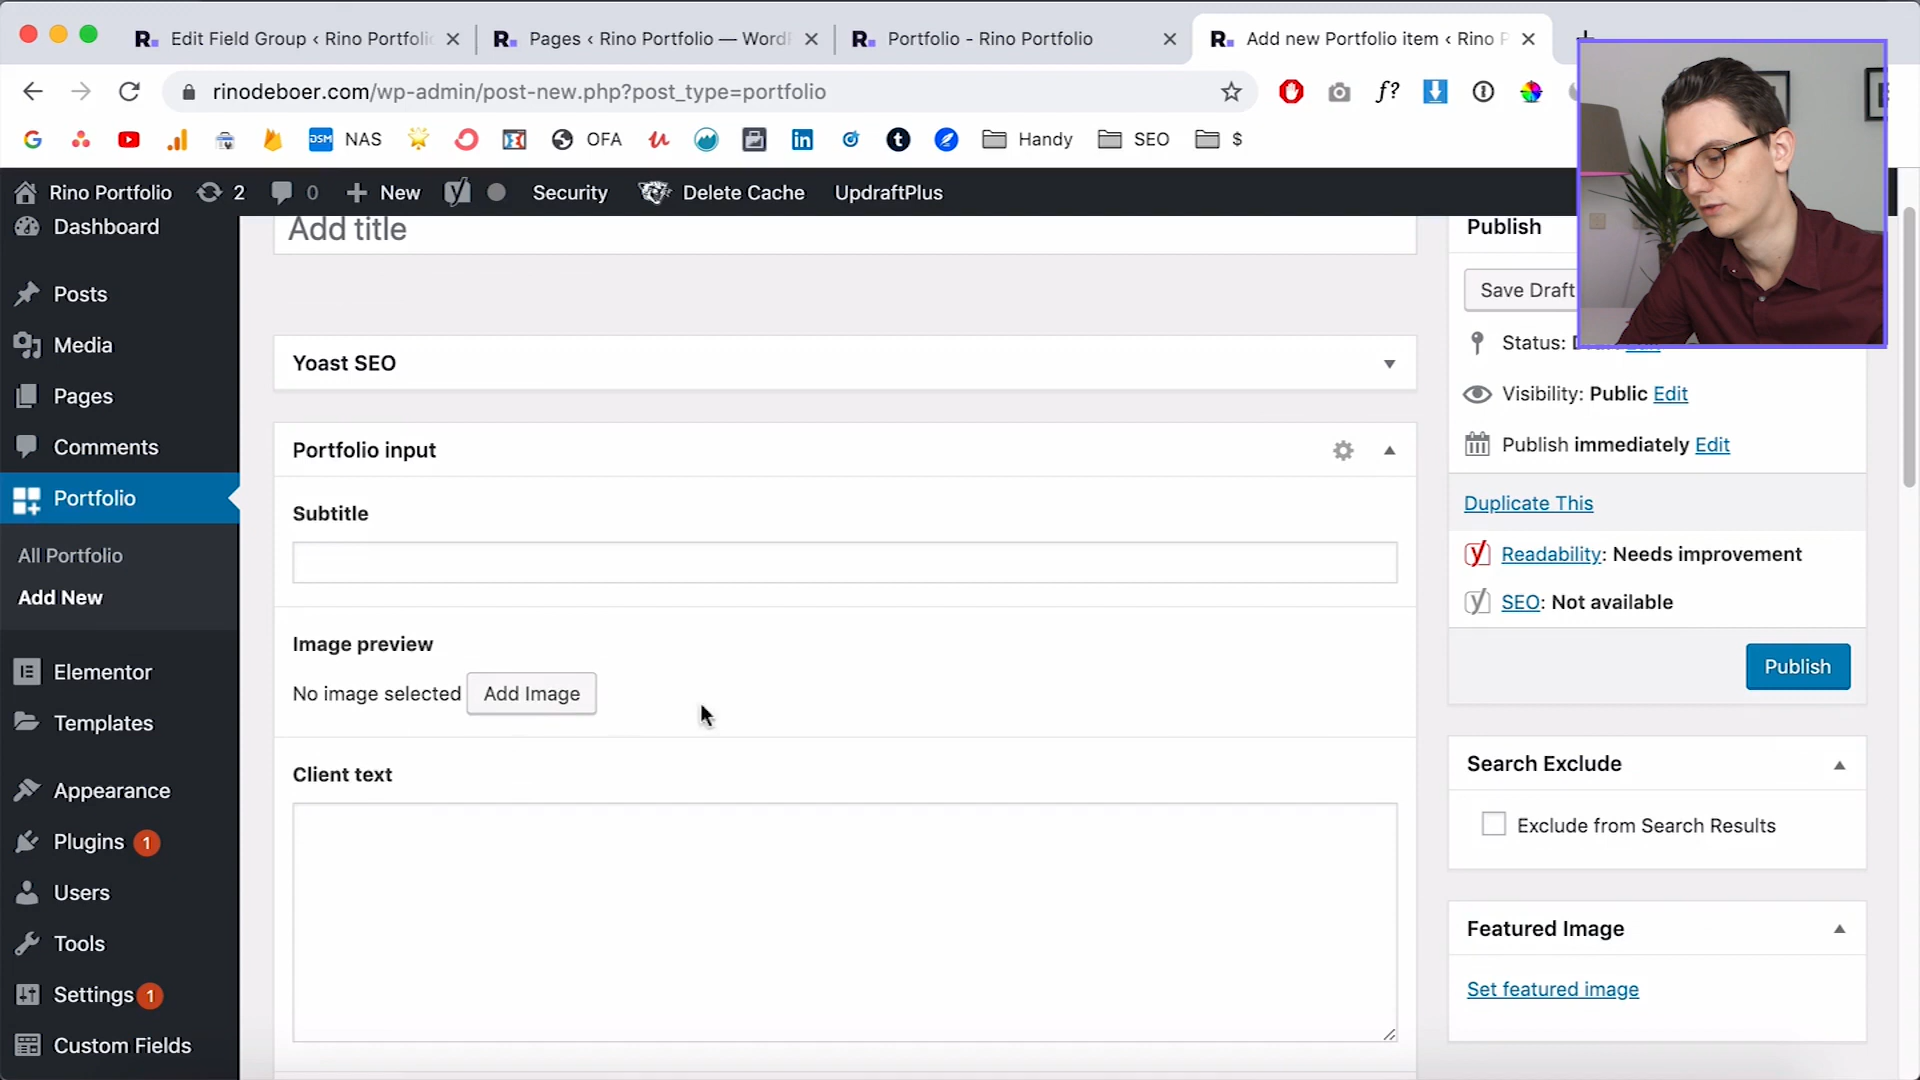 R. Edit Field Group ‹ Rino Portfolio
R. Pages ‹ Rino Portfolio — Word
R. Portfolio - Rino Portfolio
R. Add new Portfolio item ‹ Rino P
rinodeboer.com/wp-admin/post-new.php?post_type=portfolio
f?
DSM NAS
OFA
in
t
Handy
SEO
$
Rino Portfolio
2
0
New
Security
Delete Cache
UpdraftPlus
Dashboard
Posts
Media
Pages
Comments
Portfolio
All Portfolio
Add New
Elementor
Templates
Appearance
Plugins 1
Users
Tools
Settings 1
Custom Fields
Add title
Yoast SEO
Portfolio input
Subtitle
Image preview
No image selected Add Image
Client text
Publish
Save Draft
Status:
Visibility: Public Edit
Publish immediately Edit
Duplicate This
Readability: Needs improvement
SEO: Not available
Publish
Search Exclude
Exclude from Search Results
Featured Image
Set featured image